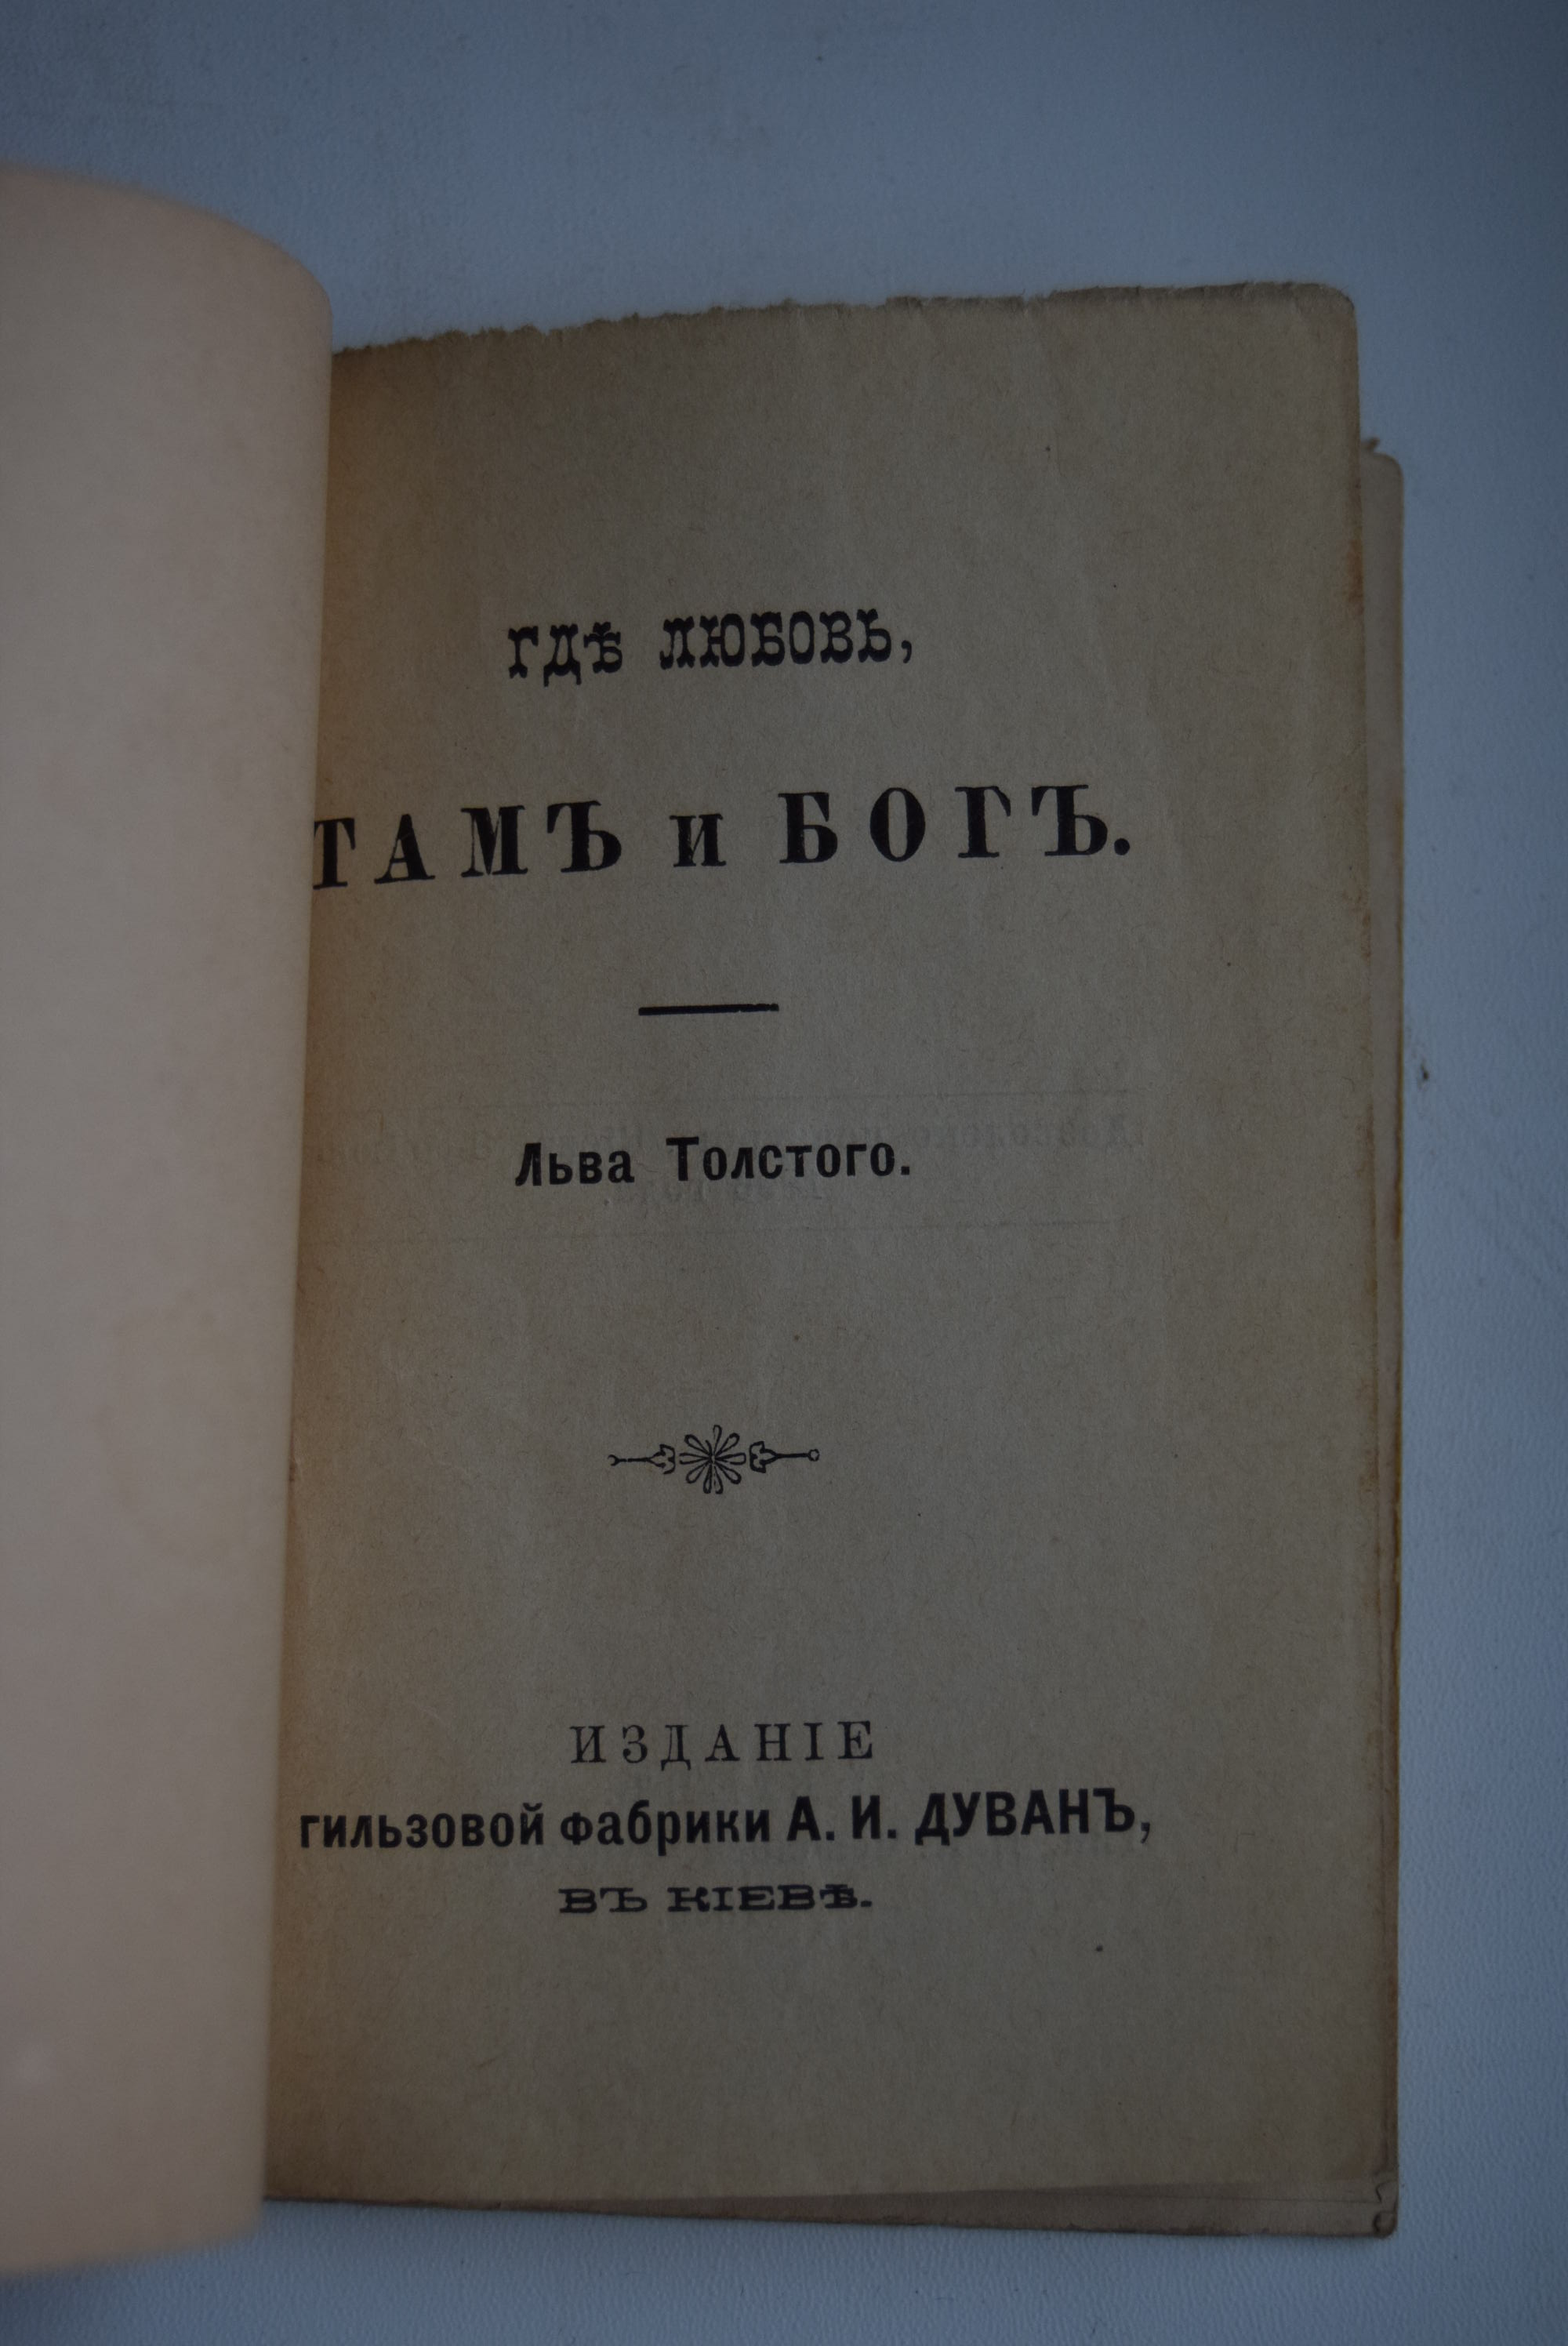 ГДѢ ЛЮБОВЬ,
ТАМЪ и БОГЪ.
Льва Толстого.
ИЗДАНІЕ
гильзовой фабрики А. И. ДУВАНЪ,
ВЪ КІЕВѢ.